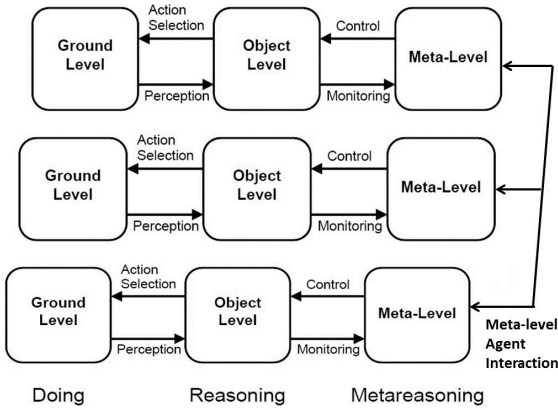 Action
Selection
Ground
Level
Object
Level
Control
Meta-Level
Perception
Monitoring
Action
Selection
Ground
Level
Object
Level
Control
Meta-Level
Perception
Monitoring
Action
Selection
Ground
Level
Object
Level
Control
Meta-Level
Perception
Monitoring
Meta-level
Agent
Interaction
Doing
Reasoning
Metareasoning